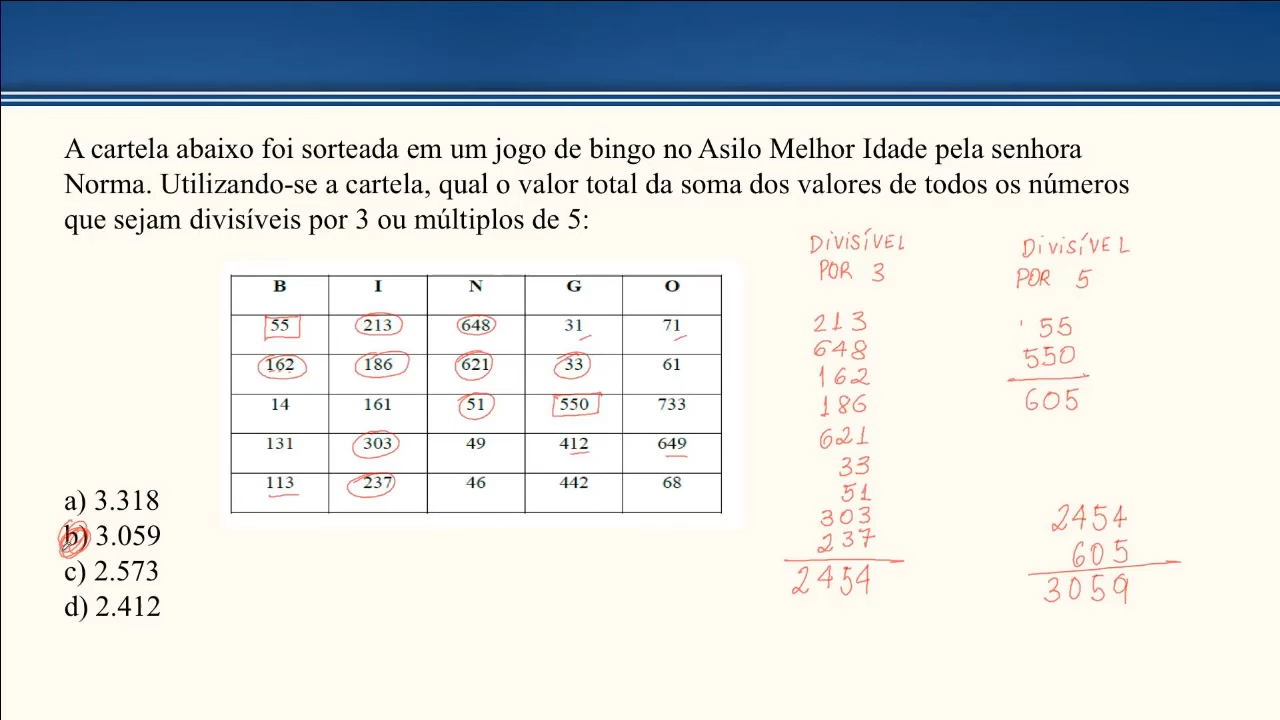 A cartela abaixo foi sorteada em um jogo de bingo no Asilo Melhor Idade pela senhora
Norma. Utilizando-se a cartela, qual o valor total da soma dos valores de todos os números
que sejam divisíveis por 3 ou múltiplos de 5:
B I N G O
55 213 648 31 71
162 186 621 33 61
14 161 51 550 733
131 303 49 412 649
113 237 46 442 68
a) 3.318
b) 3.059
c) 2.573
d) 2.412
DIVISÍVEL
POR 3
213
648
162
186
621
33
51
303
237
2454
DIVISÍVEL
POR 5
55
550
605
2454
605
3059